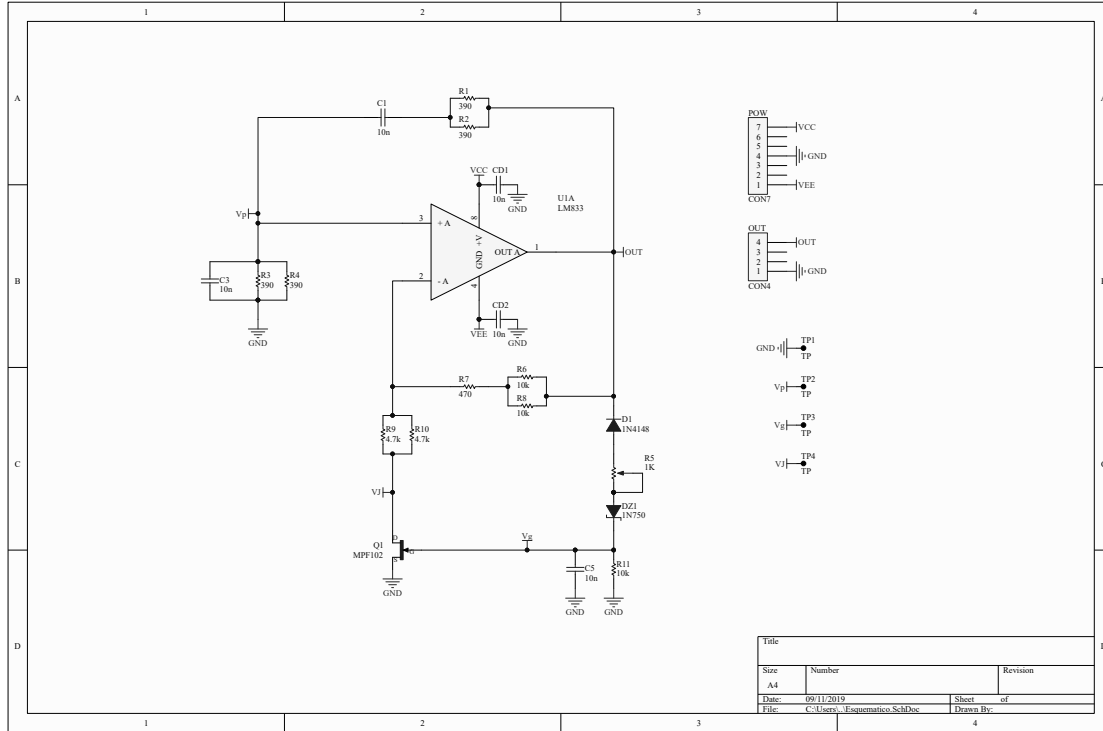 1 2 3 4
A
B
C
D
A
B
C
D
C1
10n
R1
390
R2
390
VCC
CD1
10n
GND
U1A
LM833
Vp
3
+ A
8
+V
OUT A
1
OUT
GND
2
- A
4
C3
10n
R3
390
R4
390
GND
CD2
VEE
10n
GND
R7
470
R6
10k
R8
10k
R9
4.7k
R10
4.7k
D1
1N4148
R5
1K
VJ
DZ1
1N750
Q1
MPF102
D
G
S
GND
Vg
C5
10n
GND
R11
10k
GND
POW
7 VCC
6
5
4 GND
3
2
1 VEE
CON7
OUT
4 OUT
3
2
1 GND
CON4
GND TP1
TP
Vp TP2
TP
Vg TP3
TP
VJ TP4
TP
Title
Size Number Revision
A4
Date: 09/11/2019 Sheet of
File: C:\Users\..\Esquematico.SchDoc Drawn By:
1 2 3 4